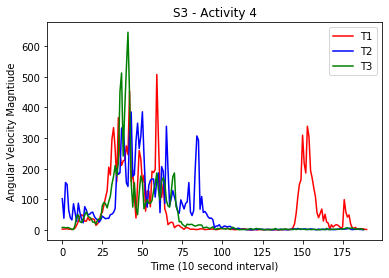 S3 - Activity 4
T1
T2
T3
Angular Velocity Magntiude
600
500
400
300
200
100
0
0 25 50 75 100 125 150 175
Time (10 second interval)